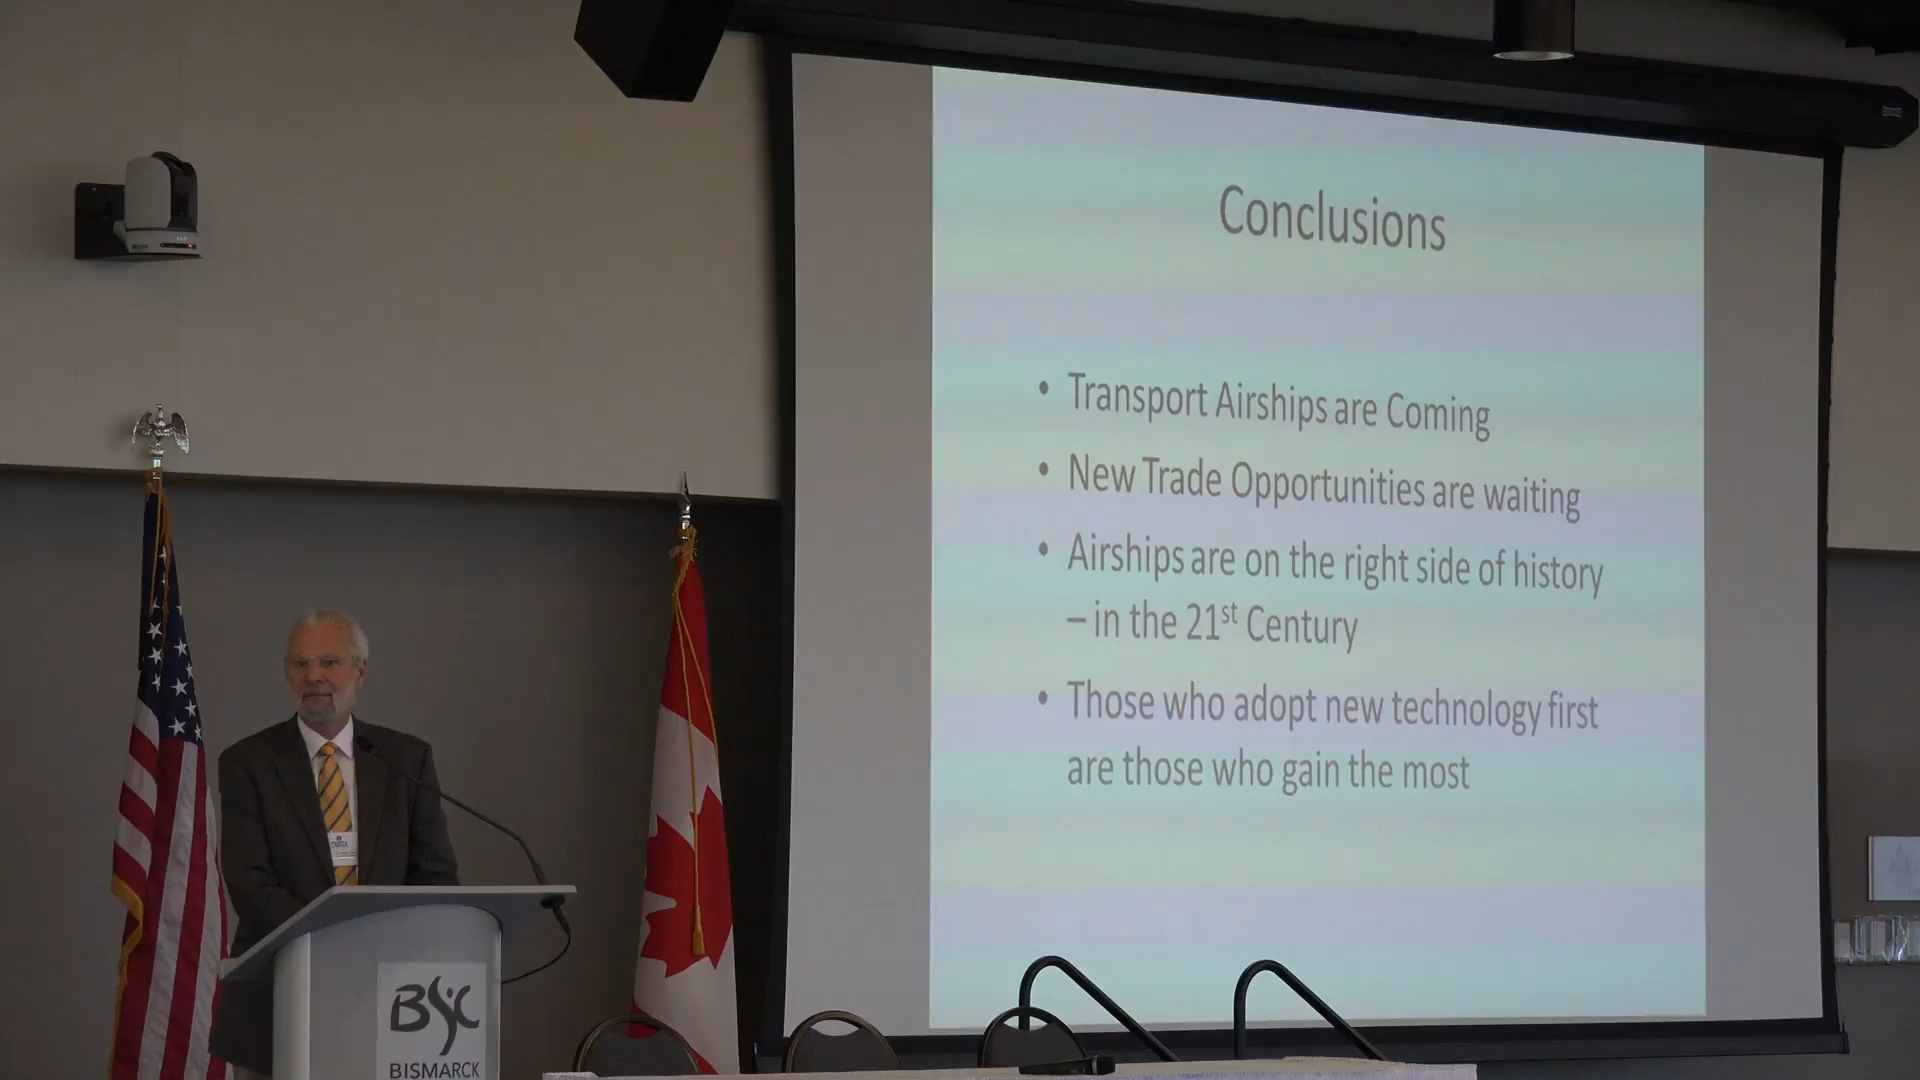 Conclusions
• Transport Airships are Coming
• New Trade Opportunities are waiting
• Airships are on the right side of history
– in the 21st Century
• Those who adopt new technology first
are those who gain the most
BSC
BISMARCK